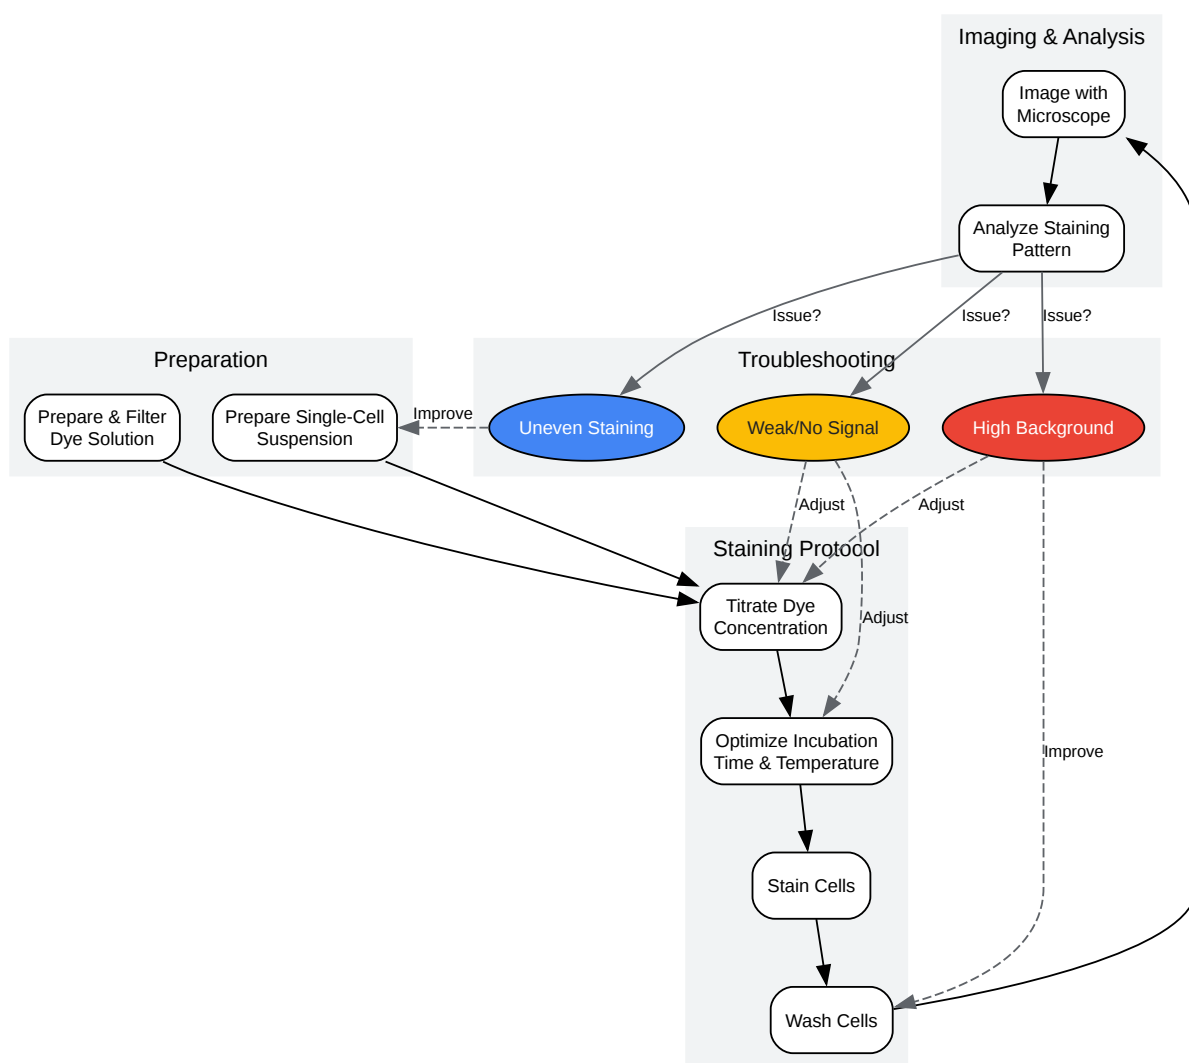 Imaging & Analysis
Image with
Microscope
Analyze Staining
Pattern
Issue?
Issue?
Issue?
Preparation
Troubleshooting
Prepare & Filter
Dye Solution
Prepare Single-Cell
Suspension
Improve
Uneven Staining
Weak/No Signal
High Background
Adjust
Adjust
Staining Protocol
Titrate Dye
Concentration
Adjust
Optimize Incubation
Time & Temperature
Improve
Stain Cells
Wash Cells